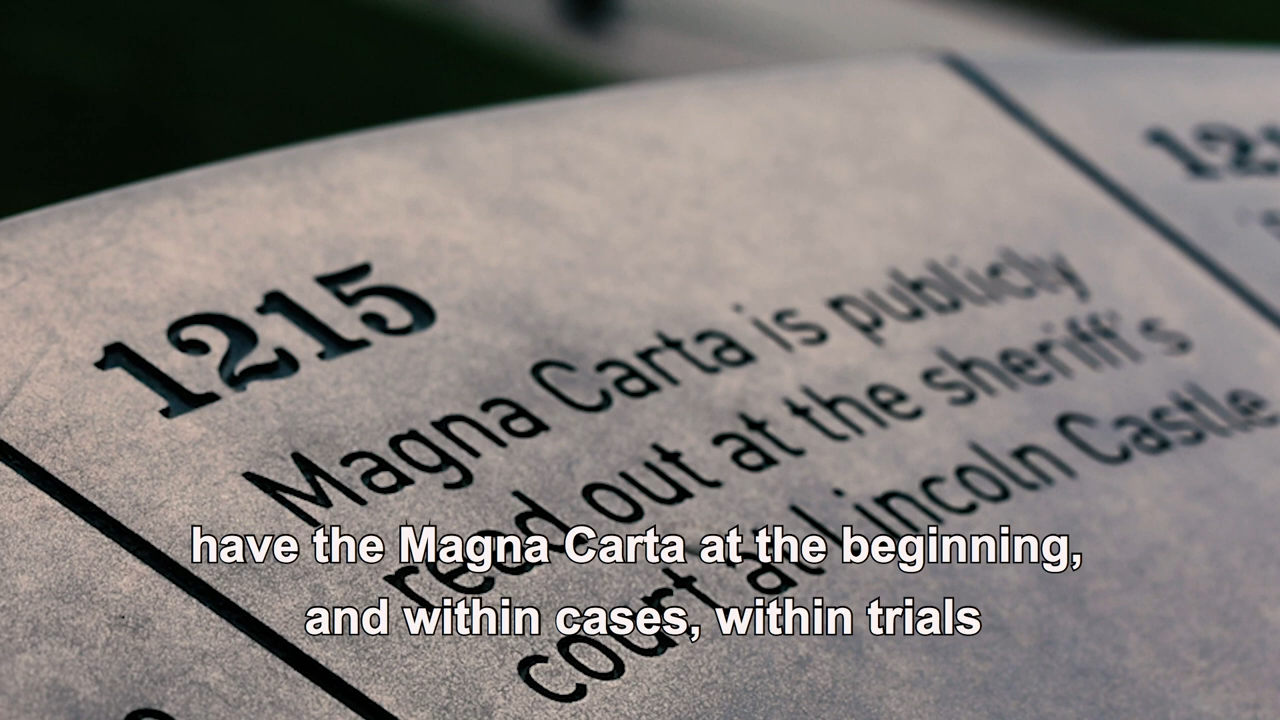 1215
Magna Carta is publicly
read out at the sheriff's
court at Lincoln Castle
have the Magna Carta at the beginning,
and within cases, within trials